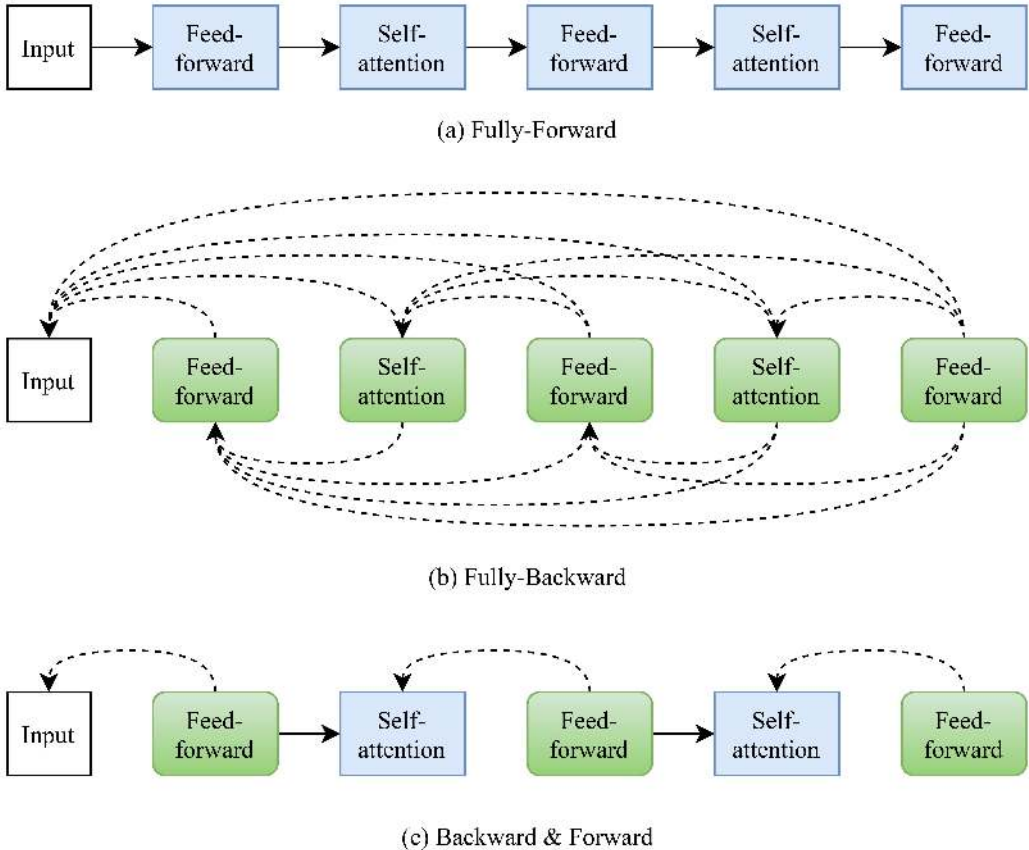 Input
Feed-
forward
Self-
attention
Feed-
forward
Self-
attention
Feed-
forward
(a) Fully-Forward
Input
Feed-
forward
Self-
attention
Feed-
forward
Self-
attention
Feed-
forward
(b) Fully-Backward
Input
Feed-
forward
Self-
attention
Feed-
forward
Self-
attention
Feed-
forward
(c) Backward & Forward